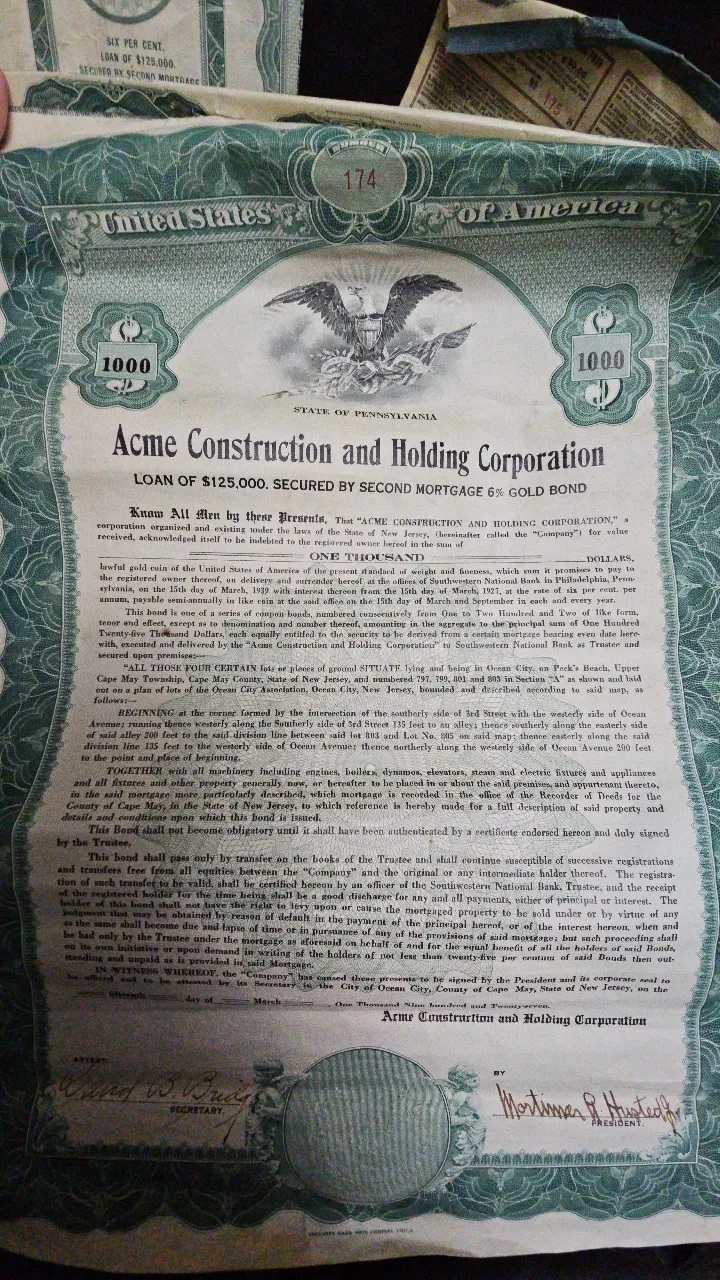 SIX PER CENT.
LOAN OF $125,000.
SECURED BY SECOND MORTGAGE
175
NUMBER
174
United States of America
1000 1000
STATE OF PENNSYLVANIA
Acme Construction and Holding Corporation
LOAN OF $125,000. SECURED BY SECOND MORTGAGE 6% GOLD BOND
Know All Men by these Presents, That "ACME CONSTRUCTION AND HOLDING CORPORATION," a
corporation organized and existing under the laws of the State of New Jersey, (hereinafter called the "Company") for value
received, acknowledged itself to be indebted to the registered owner hereof in the sum of
ONE THOUSAND DOLLARS,
lawful gold coin of the United States of America of the present standard of weight and fineness, which sum it promises to pay to
the registered owner thereof, on delivery and surrender hereof at the offices of Southwestern National Bank in Philadelphia, Penn-
sylvania, on the 15th day of March, 1939 with interest thereon from the 15th day of March, 1927, at the rate of six per cent. per
annum, payable semi-annually in like coin at the said office on the 15th day of March and September in each and every year.
This bond is one of a series of coupon bonds, numbered consecutively from One to Two Hundred and Two of like form,
tenor and effect, except as to denomination and number thereof, amounting in the aggregate to the principal sum of One Hundred
Twenty-five Thousand Dollars, each equally entitled to the security to be derived from a certain mortgage bearing even date here-
with, executed and delivered by the "Acme Construction and Holding Corporation" to Southwestern National Bank as Trustee and
secured upon premises:—
"ALL THOSE FOUR CERTAIN lots or pieces of ground SITUATE lying and being in Ocean City, on Peck's Beach, Upper
Cape May Township, Cape May County, State of New Jersey, and numbered 797, 799, 801 and 803 in Section "A" as shown and laid
out on a plan of lots of the Ocean City Association, Ocean City, New Jersey, bounded and described according to said map, as
follows:—
BEGINNING at the corner formed by the intersection of the southerly side of 3rd Street with the westerly side of Ocean
Avenue; running thence westerly along the Southerly side of 3rd Street 135 feet to an alley; thence southerly along the easterly side
of said alley 200 feet to the said division line between said lot 803 and Lot No. 805 on said map; thence easterly along the said
division line 135 feet to the westerly side of Ocean Avenue; thence northerly along the westerly side of Ocean Avenue 200 feet
to the point and place of beginning.
TOGETHER with all machinery including engines, boilers, dynamos, elevators, steam and electric fixtures and appliances
and all fixtures and other property generally now, or hereafter to be placed in or about the said premises, and appurtenant thereto,
in the said mortgage more particularly described, which mortgage is recorded in the office of the Recorder of Deeds for the
County of Cape May, in the State of New Jersey, to which reference is hereby made for a full description of said property and
details and conditions upon which this bond is issued.
This Bond shall not become obligatory until it shall have been authenticated by a certificate endorsed hereon and duly signed
by the Trustee.
This bond shall pass only by transfer on the books of the Trustee and shall continue susceptible of successive registrations
and transfers free from all equities between the "Company" and the original or any intermediate holder thereof. The registra-
tion of such transfer to be valid, shall be certified hereon by an officer of the Southwestern National Bank, Trustee, and the receipt
of the registered holder for the time being shall be a good discharge for any and all payments, either of principal or interest. The
holder of this bond shall not have the right to levy upon or cause the mortgaged property to be sold under or by virtue of any
judgment that may be obtained by reason of default in the payment of the principal hereof, or of the interest hereon, when and
as the same shall become due and lapse of time or in pursuance of any of the provisions of said mortgage; but such proceeding shall
be had only by the Trustee under the mortgage as aforesaid on behalf of and for the equal benefit of all the holders of said Bonds,
on its own initiative or upon demand in writing of the holders of not less than twenty-five per centum of said Bonds then out-
standing and unpaid as is provided in said Mortgage.
IN WITNESS WHEREOF, the "Company" has caused these presents to be signed by the President and its corporate seal to
be affixed and to be attested by its Secretary in the City of Ocean City, County of Cape May, State of New Jersey, on the
fifteenth day of March, One Thousand Nine hundred and Twenty-seven.
Acme Construction and Holding Corporation
ATTEST:
BY
B.
SECRETARY.
Mortimer Husted Jr
PRESIDENT.